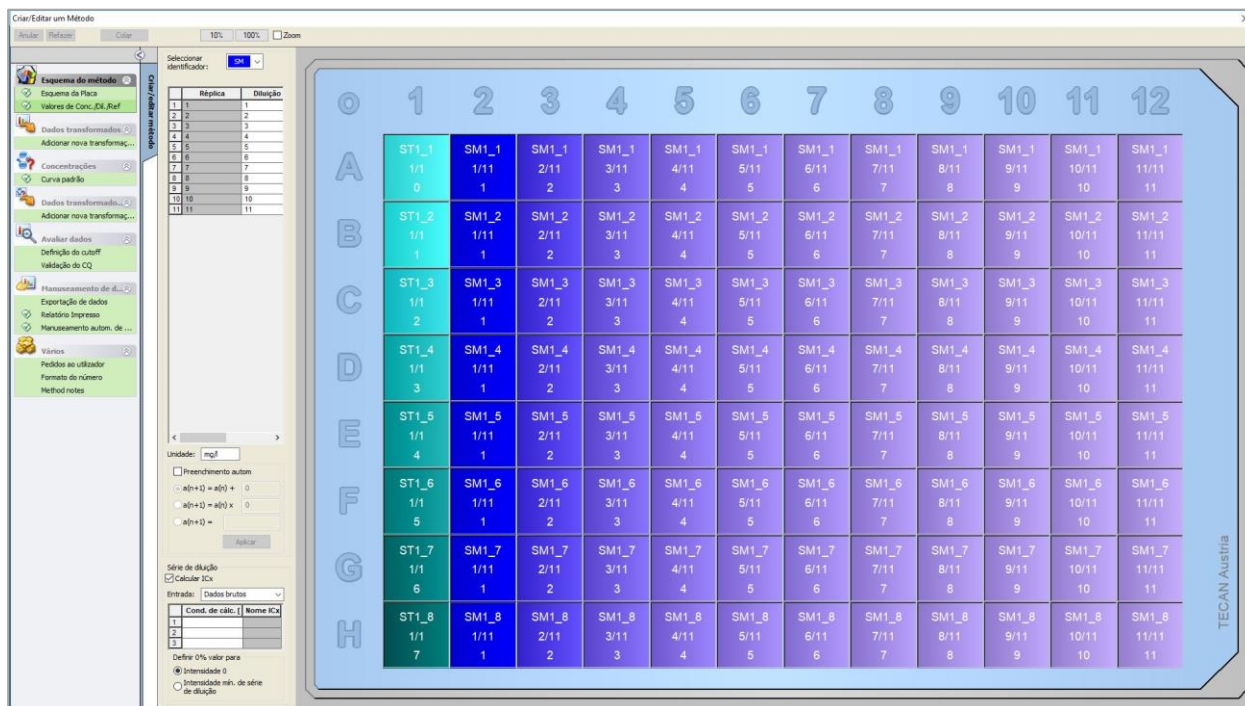 Criar/Editar um Método
Anular Refazer Colar 10% 100% Zoom
Esquema do método
Esquema da Placa
Valores de Conc./Dil./Ref
Dados transformados
Adicionar nova transformaç...
Concentrações
Curva padrão
Dados transformado...
Adicionar nova transformaç...
Avaliar dados
Definição do cutoff
Validação do CQ
Manuseamento de d...
Exportação de dados
Relatório Impresso
Manuseamento autom. de ...
Vários
Pedidos ao utilizador
Formato do número
Method notes
Criar/editar método
Seleccionar
identificador: SM
Réplica Diluição
1 1 1
2 2 2
3 3 3
4 4 4
5 5 5
6 6 6
7 7 7
8 8 8
9 9 9
10 10 10
11 11 11
Unidade: mg/l
Preenchimento autom
a(n+1) = a(n) + 0
a(n+1) = a(n) x 0
a(n+1) =
Aplicar
Série de diluição
Calcular ICx
Entrada: Dados brutos
Cond. de cálc. [ Nome ICx
1
2
3
Definir 0% valor para
Intensidade 0
Intensidade mín. de série
de diluição
1 2 3 4 5 6 7 8 9 10 11 12
A ST1_1 SM1_1 SM1_1 SM1_1 SM1_1 SM1_1 SM1_1 SM1_1 SM1_1 SM1_1 SM1_1 SM1_1
1/1 1/11 2/11 3/11 4/11 5/11 6/11 7/11 8/11 9/11 10/11 11/11
0 1 2 3 4 5 6 7 8 9 10 11
B ST1_2 SM1_2 SM1_2 SM1_2 SM1_2 SM1_2 SM1_2 SM1_2 SM1_2 SM1_2 SM1_2 SM1_2
1/1 1/11 2/11 3/11 4/11 5/11 6/11 7/11 8/11 9/11 10/11 11/11
1 1 2 3 4 5 6 7 8 9 10 11
C ST1_3 SM1_3 SM1_3 SM1_3 SM1_3 SM1_3 SM1_3 SM1_3 SM1_3 SM1_3 SM1_3 SM1_3
1/1 1/11 2/11 3/11 4/11 5/11 6/11 7/11 8/11 9/11 10/11 11/11
2 1 2 3 4 5 6 7 8 9 10 11
D ST1_4 SM1_4 SM1_4 SM1_4 SM1_4 SM1_4 SM1_4 SM1_4 SM1_4 SM1_4 SM1_4 SM1_4
1/1 1/11 2/11 3/11 4/11 5/11 6/11 7/11 8/11 9/11 10/11 11/11
3 1 2 3 4 5 6 7 8 9 10 11
E ST1_5 SM1_5 SM1_5 SM1_5 SM1_5 SM1_5 SM1_5 SM1_5 SM1_5 SM1_5 SM1_5 SM1_5
1/1 1/11 2/11 3/11 4/11 5/11 6/11 7/11 8/11 9/11 10/11 11/11
4 1 2 3 4 5 6 7 8 9 10 11
F ST1_6 SM1_6 SM1_6 SM1_6 SM1_6 SM1_6 SM1_6 SM1_6 SM1_6 SM1_6 SM1_6 SM1_6
1/1 1/11 2/11 3/11 4/11 5/11 6/11 7/11 8/11 9/11 10/11 11/11
5 1 2 3 4 5 6 7 8 9 10 11
G ST1_7 SM1_7 SM1_7 SM1_7 SM1_7 SM1_7 SM1_7 SM1_7 SM1_7 SM1_7 SM1_7 SM1_7
1/1 1/11 2/11 3/11 4/11 5/11 6/11 7/11 8/11 9/11 10/11 11/11
6 1 2 3 4 5 6 7 8 9 10 11
H ST1_8 SM1_8 SM1_8 SM1_8 SM1_8 SM1_8 SM1_8 SM1_8 SM1_8 SM1_8 SM1_8 SM1_8
1/1 1/11 2/11 3/11 4/11 5/11 6/11 7/11 8/11 9/11 10/11 11/11
7 1 2 3 4 5 6 7 8 9 10 11
TECAN Austria